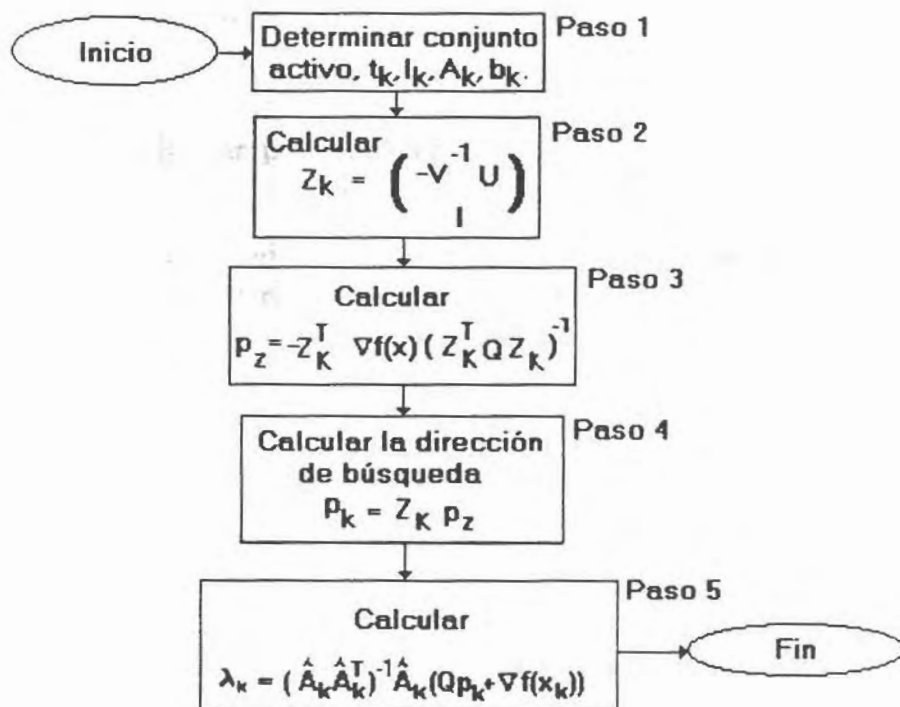 Inicio
Determinar conjunto
activo, t_k, I_k, A_k, b_k.
Paso 1
Calcular
Z_k = ( -V^-1 U
I )
Paso 2
Calcular
p_z = -Z_K^T ∇f(x) ( Z_K^T Q Z_K )^-1
Paso 3
Calcular la dirección
de búsqueda
p_k = Z_K p_z
Paso 4
Calcular
λ_k = ( Â_k Â_k^T )^-1 Â_k (Qp_k + ∇f(x_k))
Paso 5
Fin